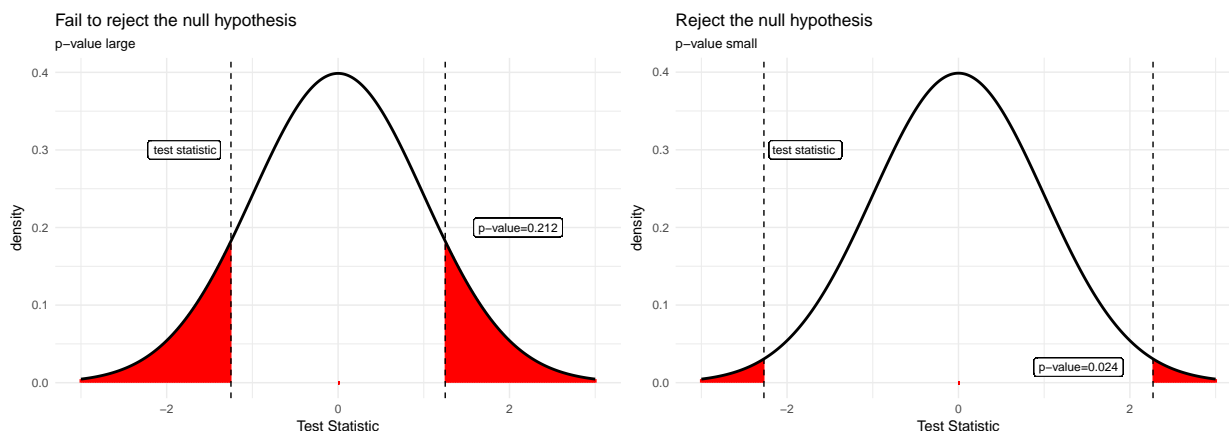 Fail to reject the null hypothesis
p−value large
0.4
0.3
0.2
0.1
0.0
density
test statistic
p−value=0.212
−2
0
2
Test Statistic
Reject the null hypothesis
p−value small
0.4
0.3
0.2
0.1
0.0
density
test statistic
p−value=0.024
−2
0
2
Test Statistic